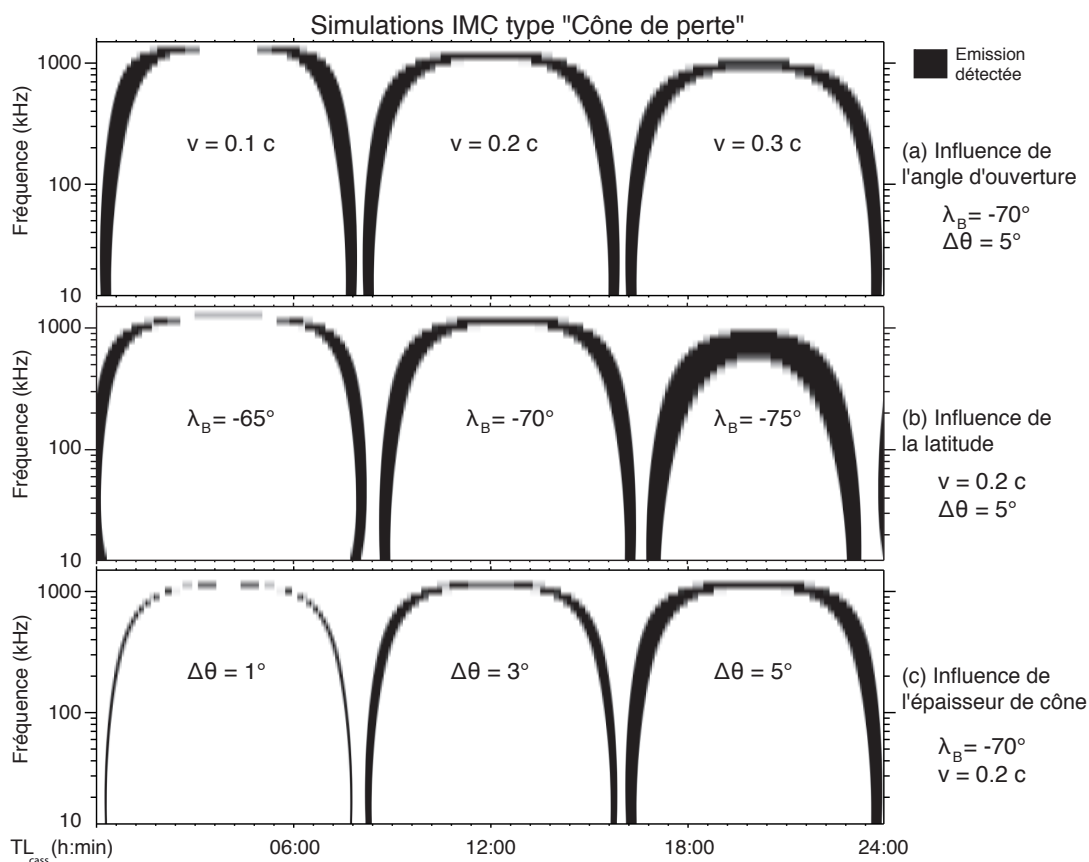 Simulations IMC type "Cône de perte"
Fréquence (kHz)
1000
100
10
v = 0.1 c
v = 0.2 c
v = 0.3 c
Emission
détectée
(a) Influence de
l'angle d'ouverture
λB= -70°
Δθ = 5°
Fréquence (kHz)
1000
100
10
λB= -65°
λB= -70°
λB= -75°
(b) Influence de
la latitude
v = 0.2 c
Δθ = 5°
Fréquence (kHz)
1000
100
10
Δθ = 1°
Δθ = 3°
Δθ = 5°
(c) Influence de
l'épaisseur de cône
λB= -70°
v = 0.2 c
TLcass (h:min)
06:00
12:00
18:00
24:00